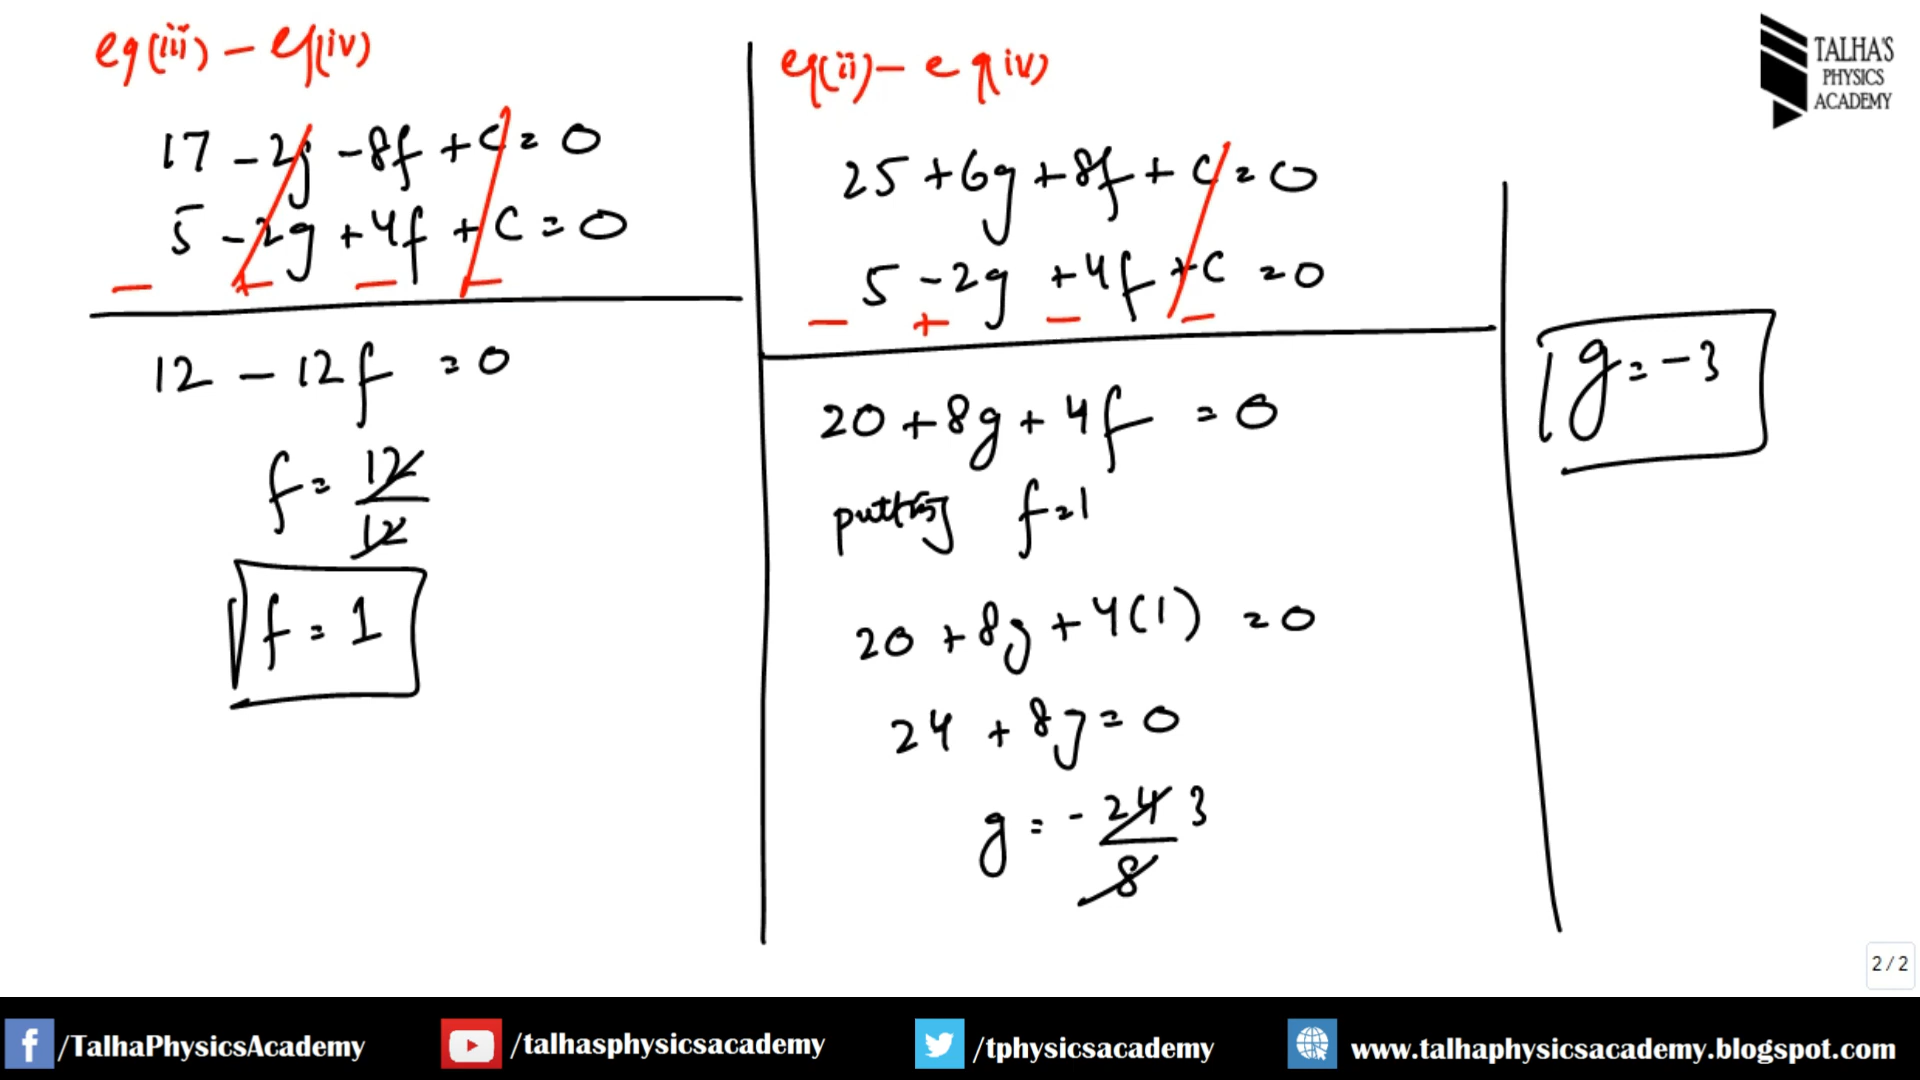 eq(iii) - eq(iv)
17 - 2g - 8f + c = 0
5 - 2g + 4f + c = 0
- + - -
12 - 12f = 0
f = 12/12
f = 1
eq(ii) - eq(iv)
25 + 6g + 8f + c = 0
5 - 2g + 4f + c = 0
- + - -
20 + 8g + 4f = 0
putting f = 1
20 + 8g + 4(1) = 0
24 + 8g = 0
g = - 24/8 3
g = -3
TALHA'S
PHYSICS
ACADEMY
2 / 2
/TalhaPhysicsAcademy
/talhasphysicsacademy
/tphysicsacademy
www.talhaphysicsacademy.blogspot.com